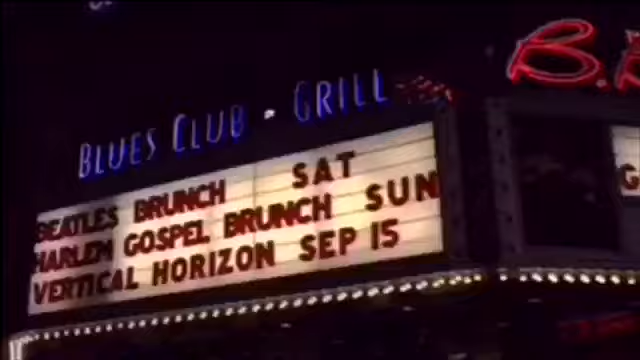 B.B
BLUES CLUB • GRILL
BEATLES BRUNCH SAT
HARLEM GOSPEL BRUNCH SUN
VERTICAL HORIZON SEP 15
G